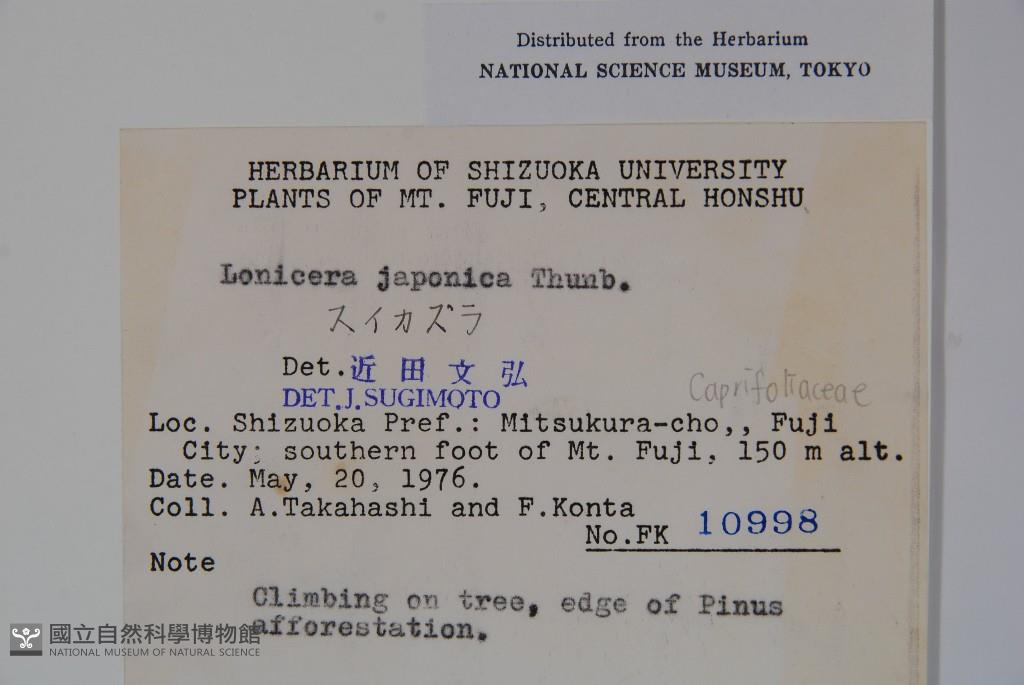 Distributed from the Herbarium
NATIONAL SCIENCE MUSEUM, TOKYO
HERBARIUM OF SHIZUOKA UNIVERSITY
PLANTS OF MT. FUJI, CENTRAL HONSHU
Lonicera japonica Thunb.
スイカズラ
Det. 近田文弘
DET. J. SUGIMOTO
Caprifoliaceae
Loc. Shizuoka Pref.: Mitsukura-cho,, Fuji
City; southern foot of Mt. Fuji, 150 m alt.
Date. May, 20, 1976.
Coll. A.Takahashi and F.Konta
No.FK 10998
Note
Climbing on tree, edge of Pinus
afforestation.
國立自然科學博物館
NATIONAL MUSEUM OF NATURAL SCIENCE